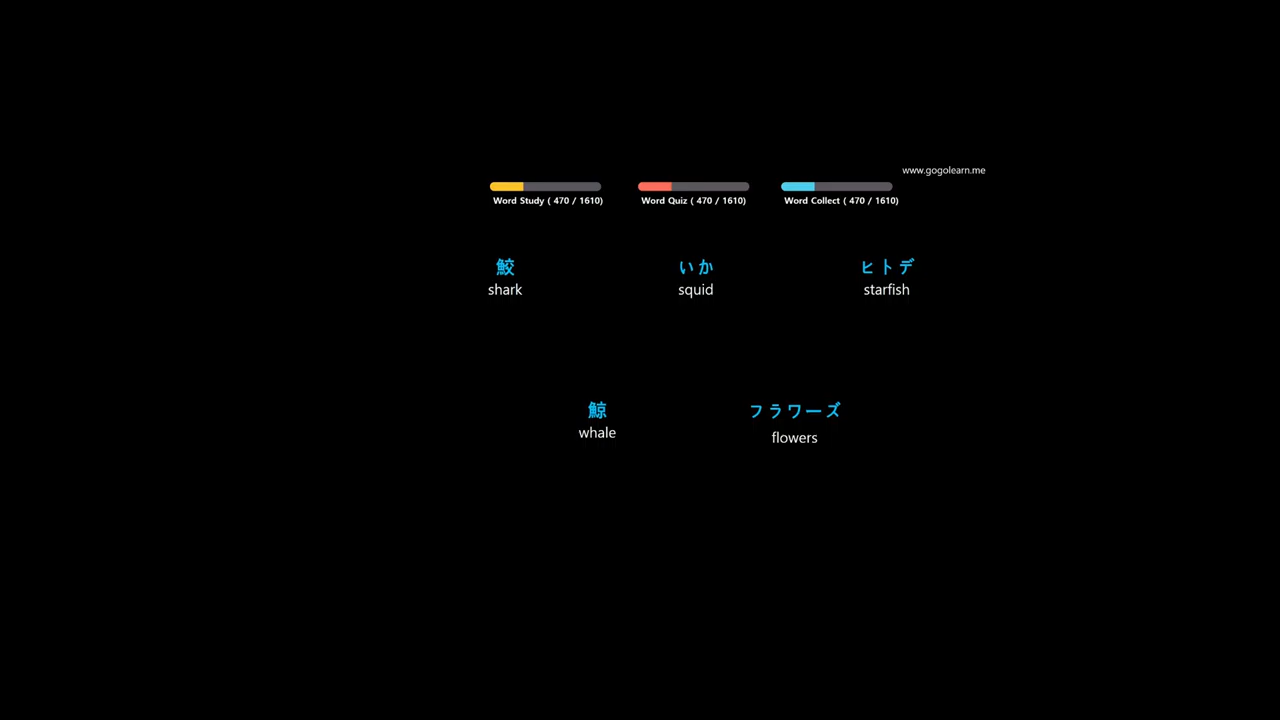 www.gogolearn.me
Word Study ( 470 / 1610)
Word Quiz ( 470 / 1610)
Word Collect ( 470 / 1610)
鮫
shark
いか
squid
ヒトデ
starfish
鯨
whale
フラワーズ
flowers